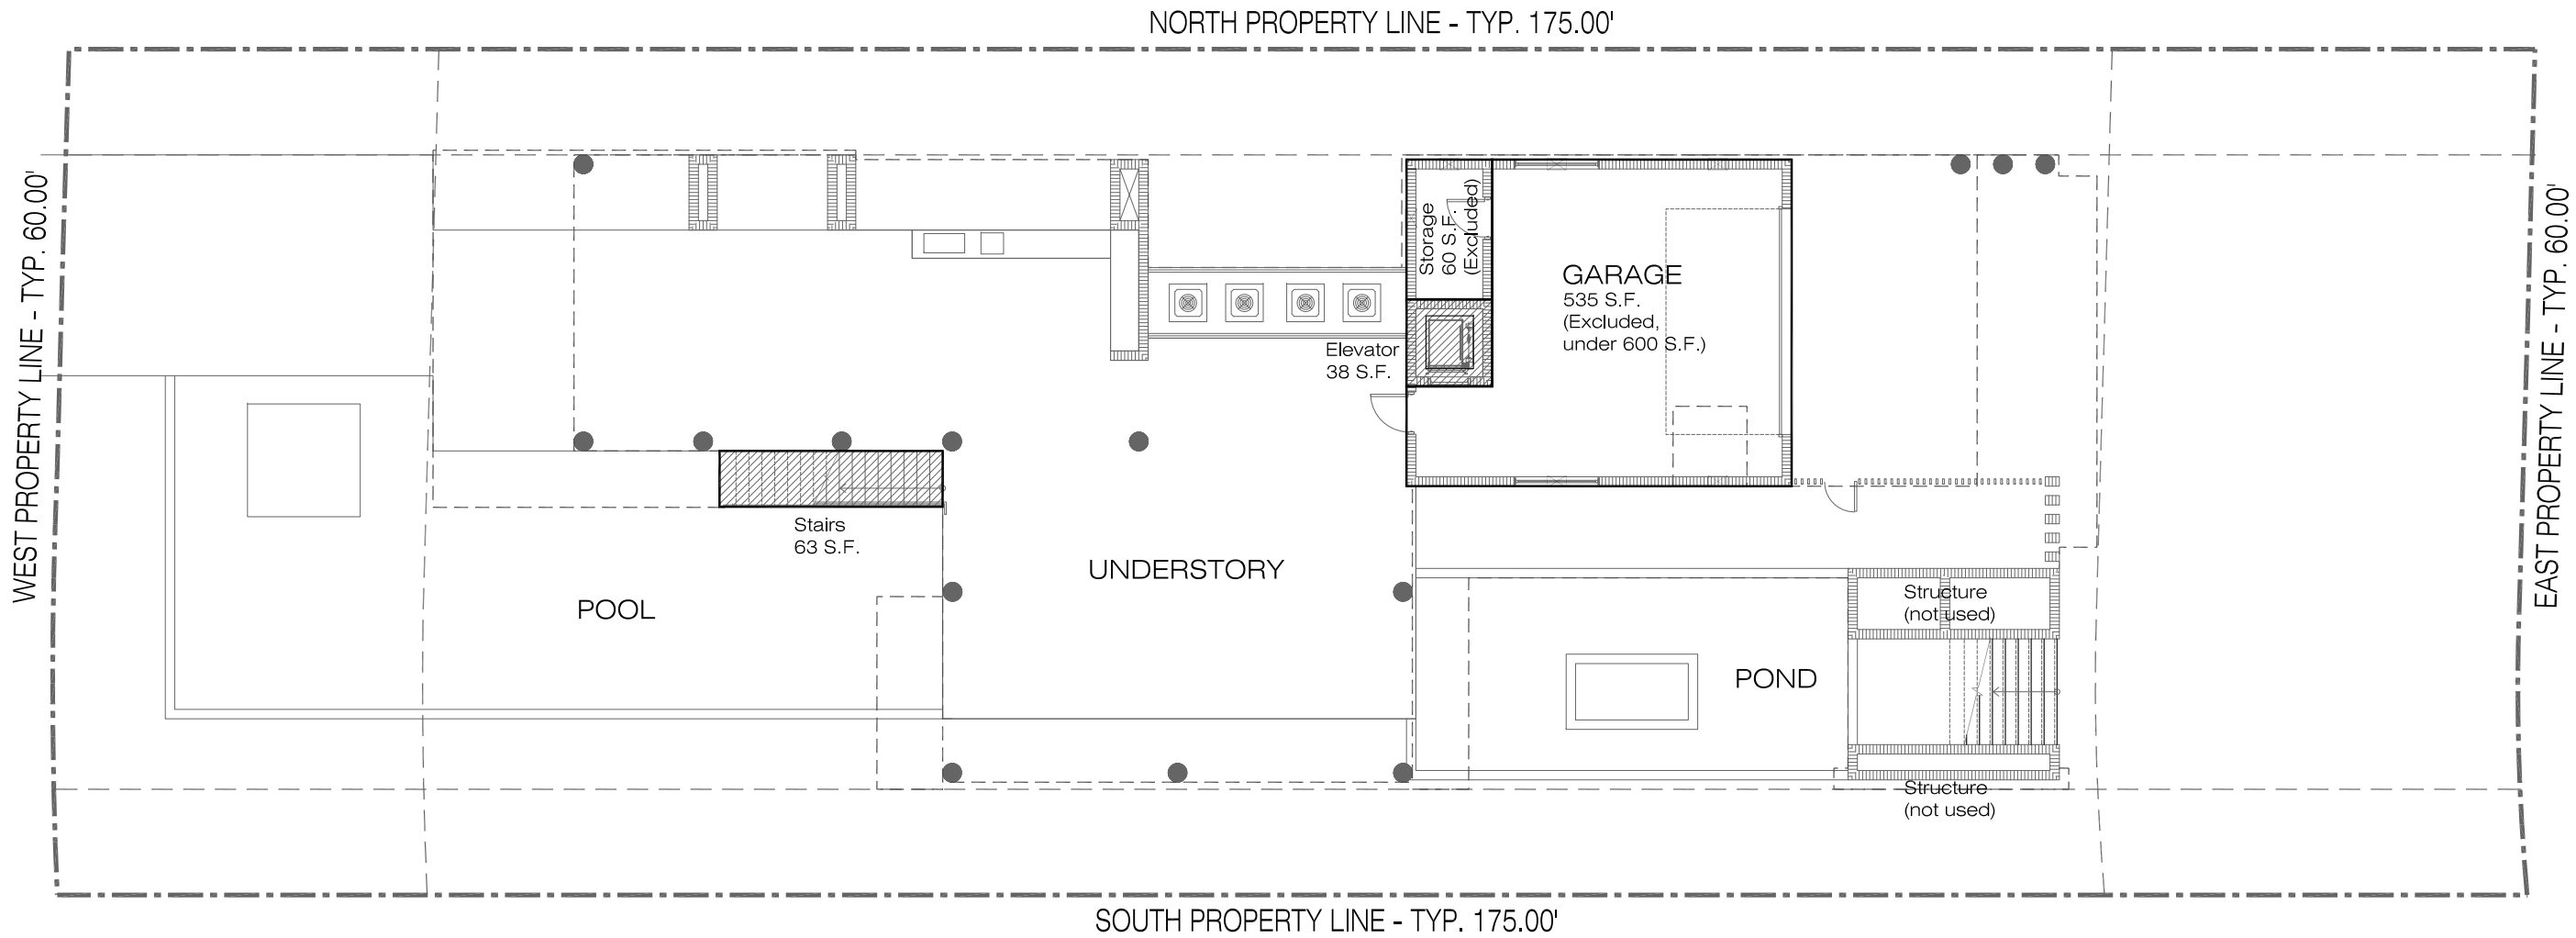 NORTH PROPERTY LINE - TYP. 175.00'
WEST PROPERTY LINE - TYP. 60.00'
EAST PROPERTY LINE - TYP. 60.00'
Storage
60 S.F.
(Excluded)
GARAGE
535 S.F.
(Excluded,
under 600 S.F.)
Elevator
38 S.F.
Stairs
63 S.F.
UNDERSTORY
POOL
Structure
(not used)
POND
Structure
(not used)
SOUTH PROPERTY LINE - TYP. 175.00'